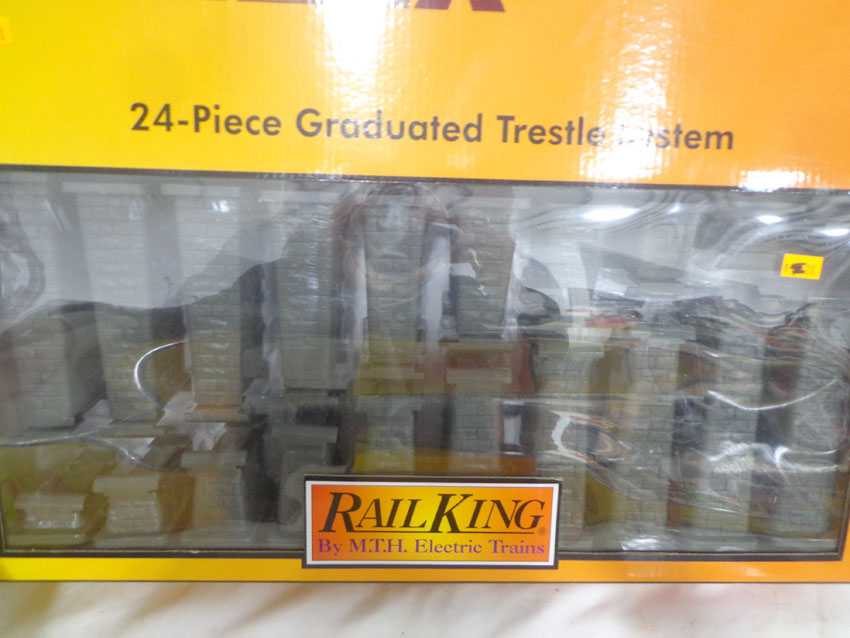 24-Piece Graduated Trestle
RAILKING®
By M.T.H. Electric Trains